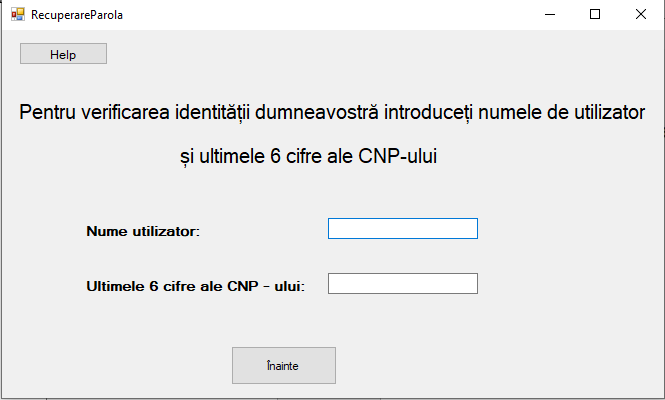 RecuperareParola
Help
Pentru verificarea identității dumneavostră introduceți numele de utilizator
și ultimele 6 cifre ale CNP-ului
Nume utilizator:
Ultimele 6 cifre ale CNP - ului:
Înainte